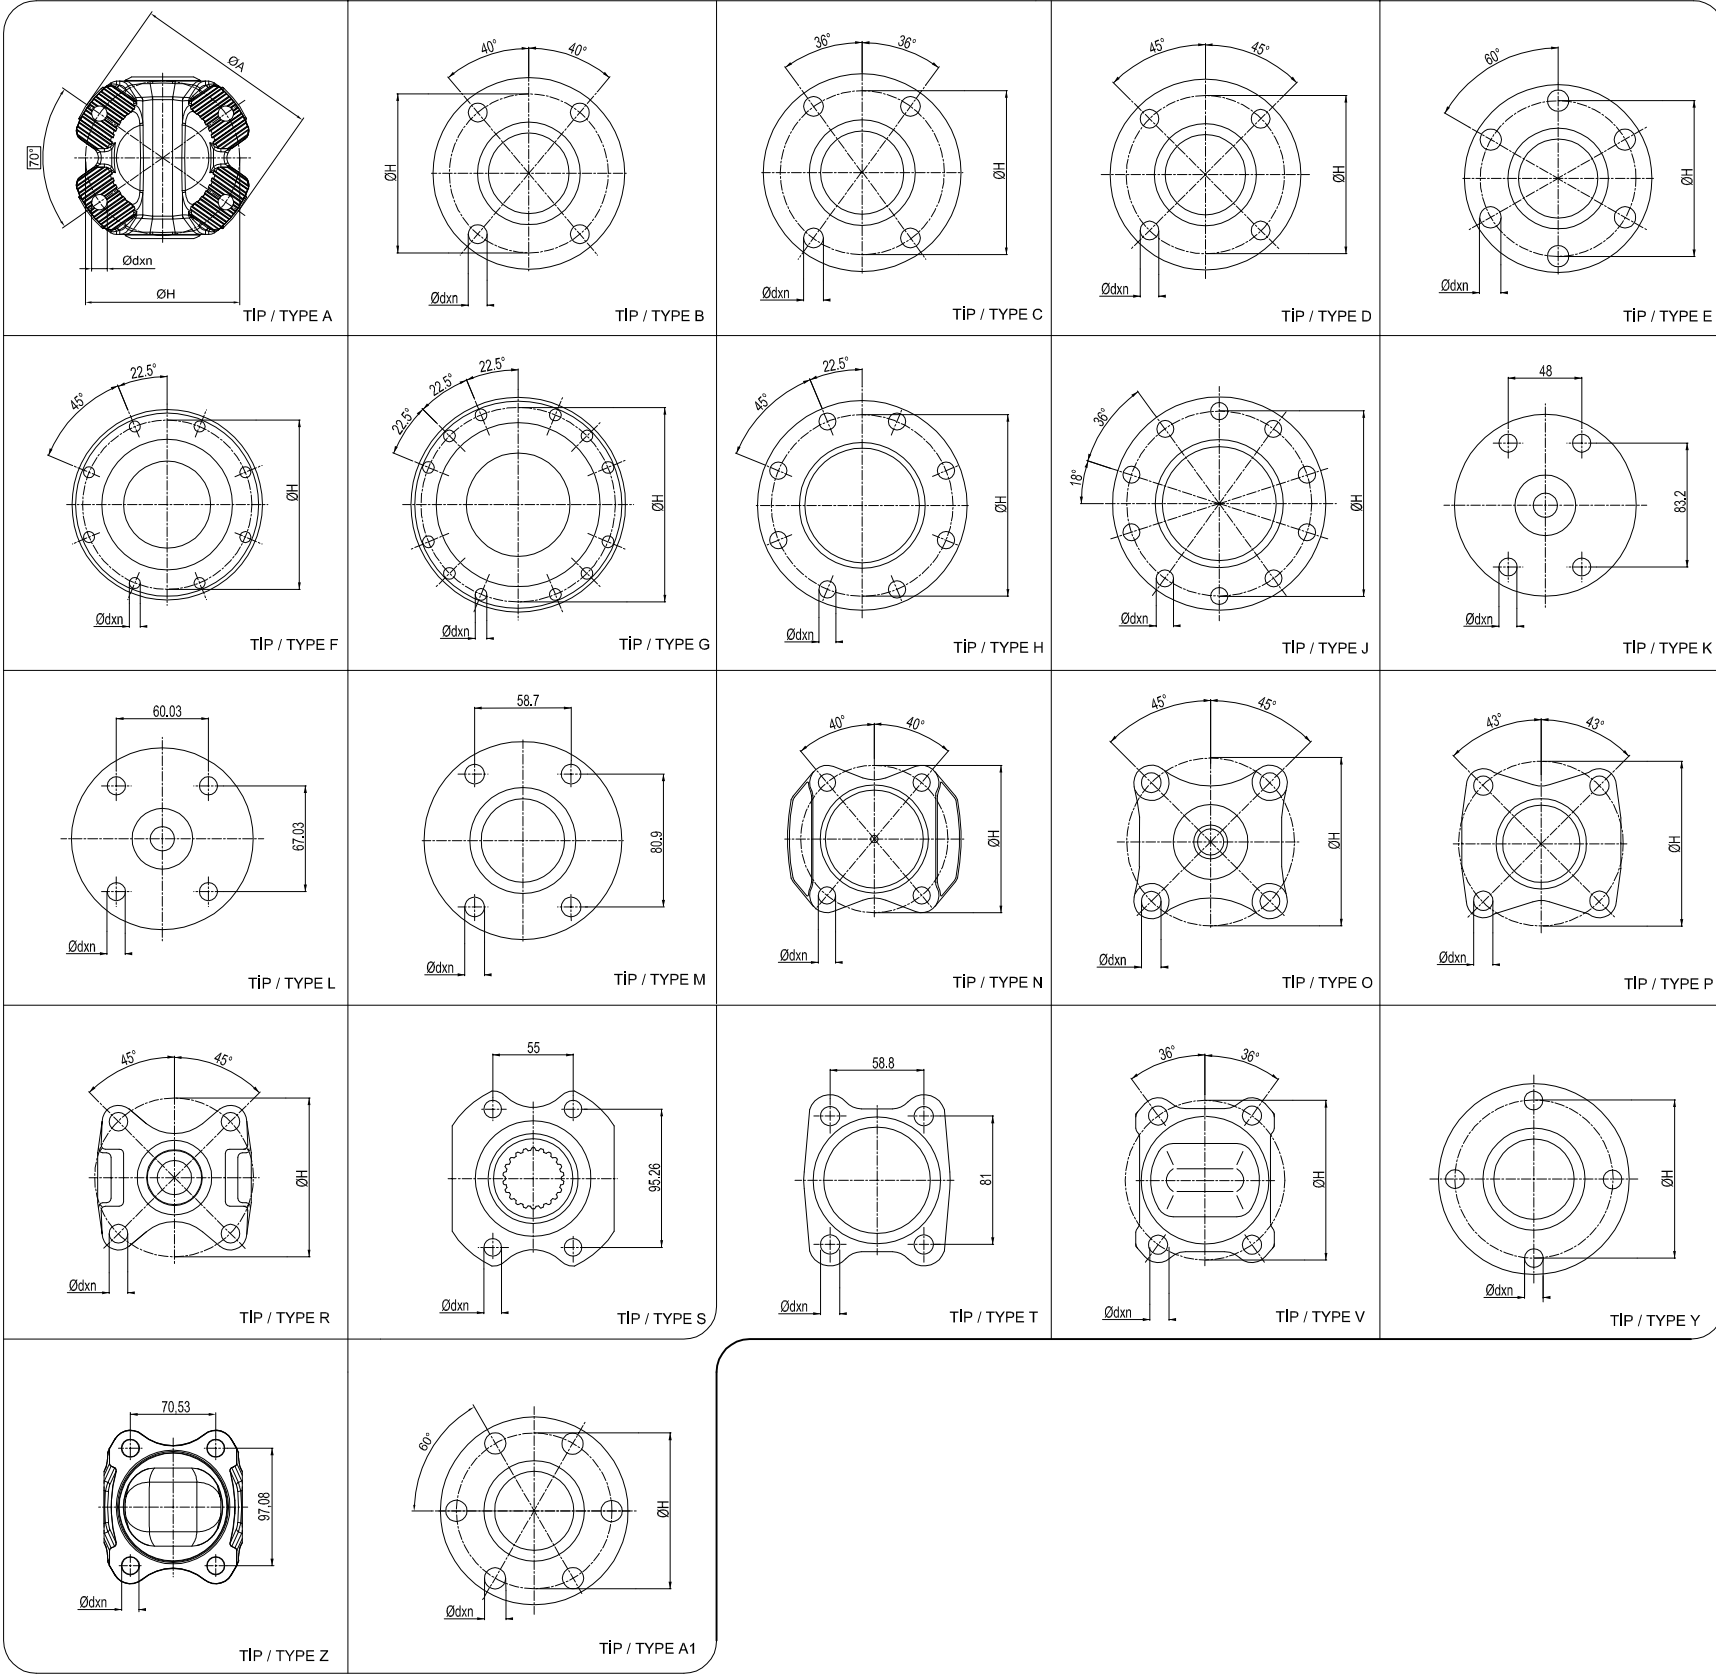 ØA
70°
Ødxn
ØH
TİP / TYPE A
40°
40°
ØH
Ødxn
TİP / TYPE B
36°
36°
ØH
Ødxn
TİP / TYPE C
45°
45°
ØH
Ødxn
TİP / TYPE D
60°
ØH
Ødxn
TİP / TYPE E
22.5°
45°
ØH
Ødxn
TİP / TYPE F
22.5°
22.5°
22.5°
ØH
Ødxn
TİP / TYPE G
22.5°
45°
ØH
Ødxn
TİP / TYPE H
36°
18°
ØH
Ødxn
TİP / TYPE J
48
83.2
Ødxn
TİP / TYPE K
60.03
67.03
Ødxn
TİP / TYPE L
58.7
80.9
Ødxn
TİP / TYPE M
40°
40°
ØH
Ødxn
TİP / TYPE N
45°
45°
ØH
Ødxn
TİP / TYPE O
43°
43°
ØH
Ødxn
TİP / TYPE P
45°
45°
ØH
Ødxn
TİP / TYPE R
55
95.26
Ødxn
TİP / TYPE S
58.8
81
Ødxn
TİP / TYPE T
36°
36°
ØH
Ødxn
TİP / TYPE V
ØH
Ødxn
TİP / TYPE Y
70,53
97,08
Ødxn
TİP / TYPE Z
60°
ØH
Ødxn
TİP / TYPE A1